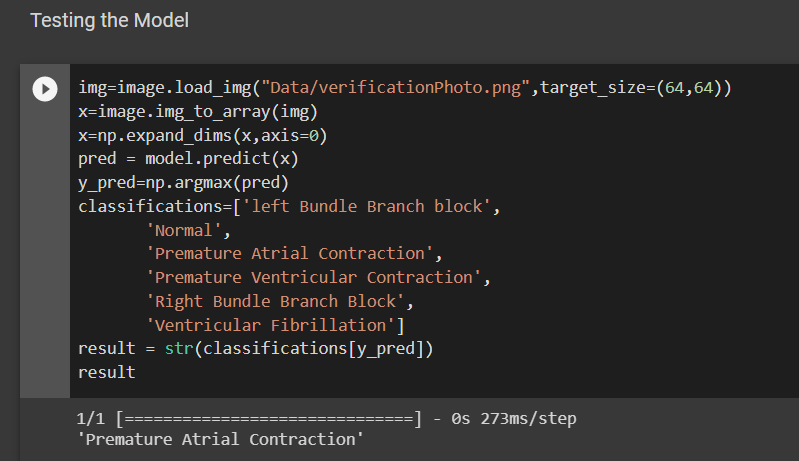 Testing the Model
img=image.load_img("Data/verificationPhoto.png",target_size=(64,64))
x=image.img_to_array(img)
x=np.expand_dims(x,axis=0)
pred = model.predict(x)
y_pred=np.argmax(pred)
classifications=['left Bundle Branch block',
       'Normal',
       'Premature Atrial Contraction',
       'Premature Ventricular Contraction',
       'Right Bundle Branch Block',
       'Ventricular Fibrillation']
result = str(classifications[y_pred])
result
1/1 [==============================] - 0s 273ms/step
'Premature Atrial Contraction'